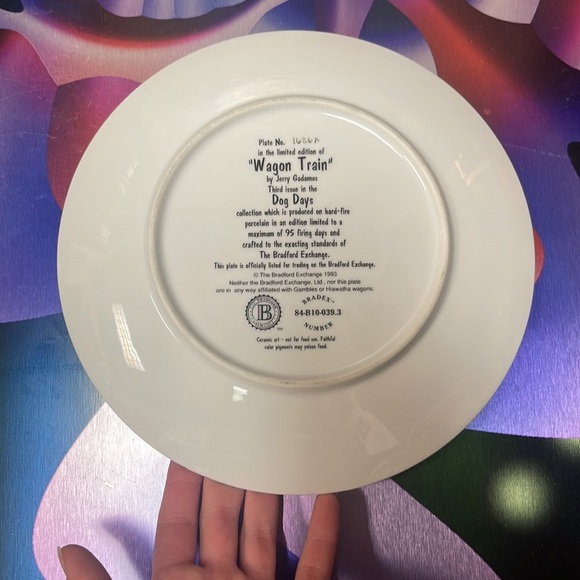 Plate No. 1686A
in the limited edition of
"Wagon Train"
by Jerry Gadamus
Third issue in the
Dog Days
collection which is produced on hard-fire
porcelain in an edition limited to a
maximum of 95 firing days and
crafted to the exacting standards of
The Bradford Exchange.
This plate is officially listed for trading on the Bradford Exchange.
© The Bradford Exchange 1993
Neither the Bradford Exchange, Ltd., nor this plate
are in any way affiliated with Gambles or Hiawatha wagons.
B
TM
BRADEX™
84-B10-039.3
NUMBER
Ceramic art - not for food use. Faithful
color pigments may poison food.